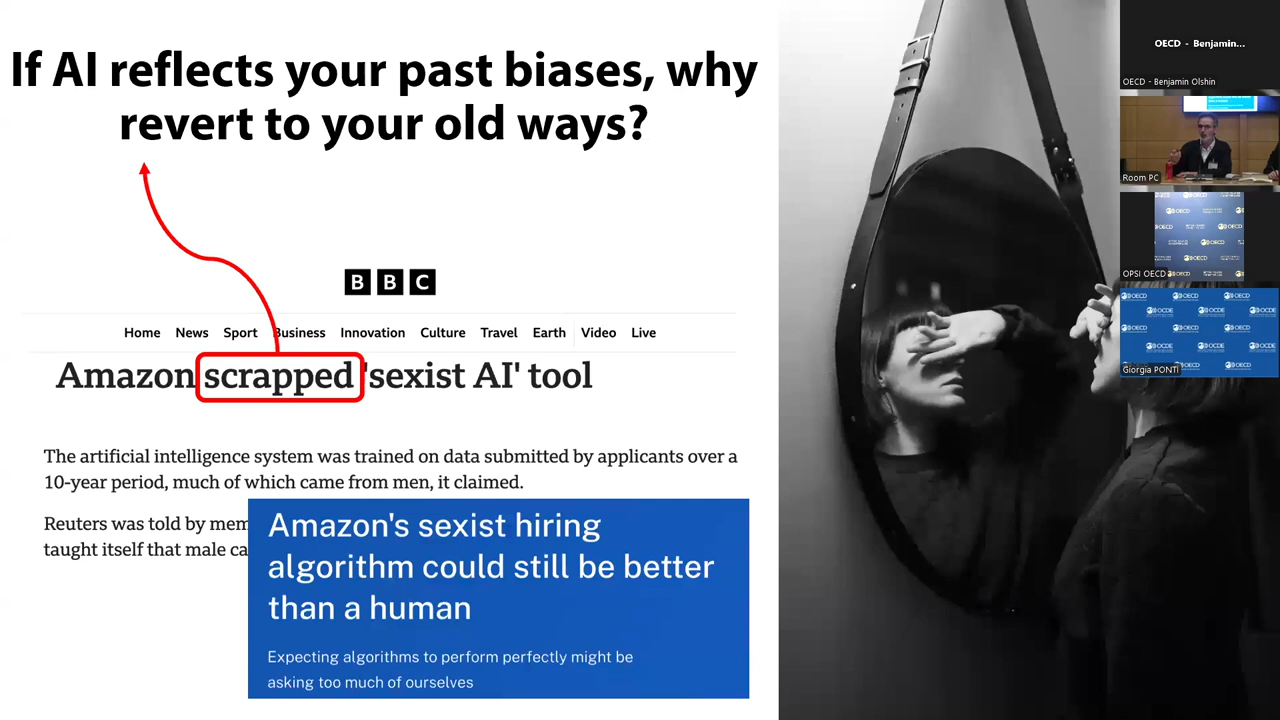 If AI reflects your past biases, why
revert to your old ways?
BBC
Home News Sport Business Innovation Culture Travel Earth Video Live
Amazon scrapped 'sexist AI' tool
The artificial intelligence system was trained on data submitted by applicants over a
10-year period, much of which came from men, it claimed.
Reuters was told by mem
taught itself that male ca
Amazon's sexist hiring
algorithm could still be better
than a human
Expecting algorithms to perform perfectly might be
asking too much of ourselves
OECD - Benjamin...
OECD - Benjamin Olshin
Room PC
OPSI OECD
Giorgia PONTI